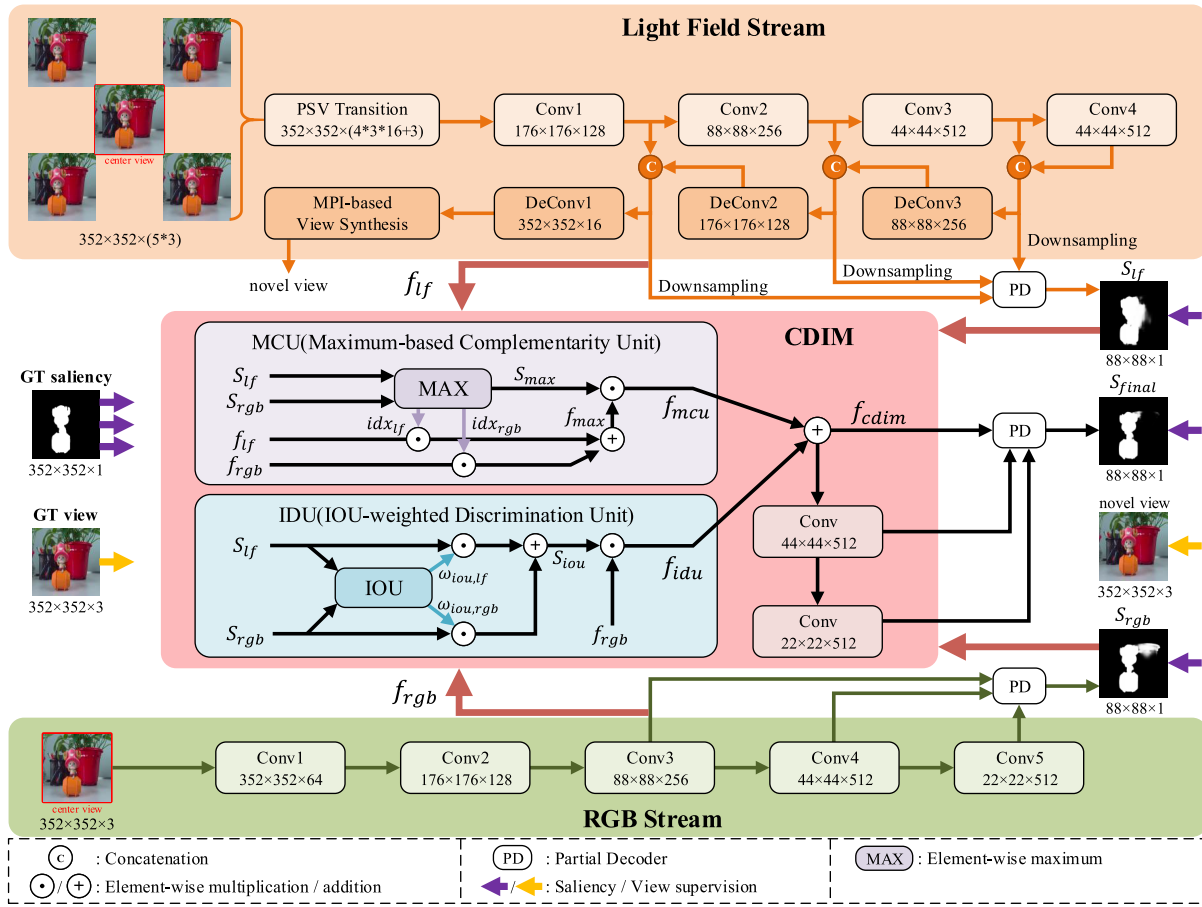 Light Field Stream
center view
352×352×(5*3)
PSV Transition
352×352×(4*3*16+3)
Conv1
176×176×128
Conv2
88×88×256
Conv3
44×44×512
Conv4
44×44×512
C
C
C
MPI-based
View Synthesis
DeConv1
352×352×16
DeConv2
176×176×128
DeConv3
88×88×256
novel view
f_lf
Downsampling
Downsampling
Downsampling
PD
S_lf
88×88×1
CDIM
MCU(Maximum-based Complementarity Unit)
S_lf
S_rgb
MAX
S_max
idx_lf
idx_rgb
f_max
f_lf
f_rgb
f_mcu
f_cdim
PD
S_final
88×88×1
GT saliency
352×352×1
GT view
352×352×3
IDU(IOU-weighted Discrimination Unit)
S_lf
IOU
ω_iou,lf
ω_iou,rgb
S_iou
S_rgb
f_rgb
f_idu
Conv
44×44×512
Conv
22×22×512
novel view
352×352×3
S_rgb
88×88×1
f_rgb
PD
center view
352×352×3
Conv1
352×352×64
Conv2
176×176×128
Conv3
88×88×256
Conv4
44×44×512
Conv5
22×22×512
RGB Stream
C : Concatenation
PD : Partial Decoder
MAX : Element-wise maximum
⊙/⊕ : Element-wise multiplication / addition
/ : Saliency / View supervision